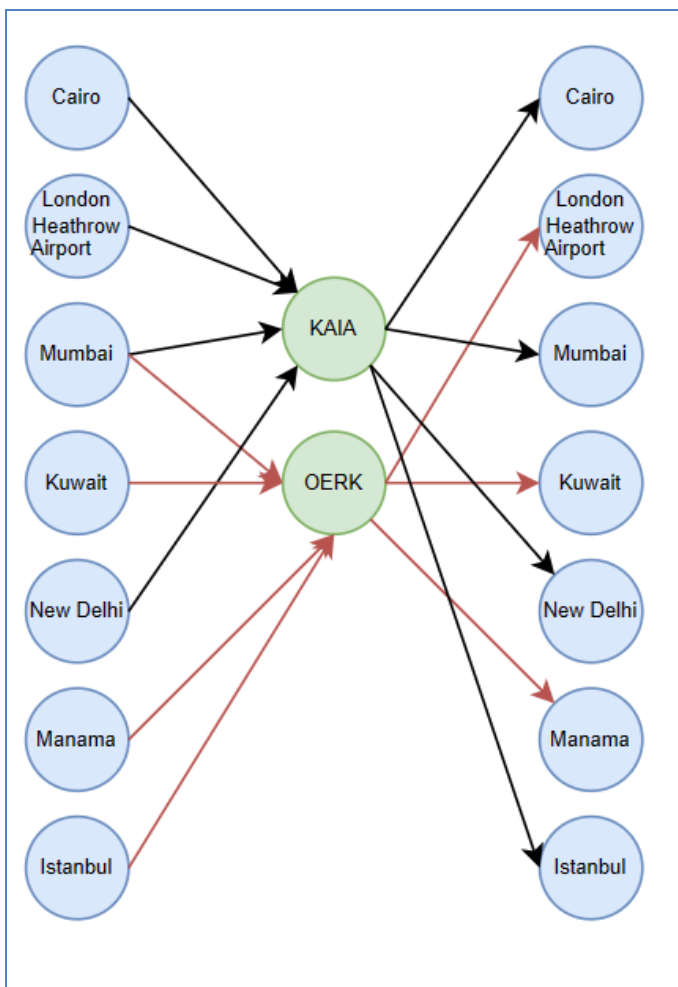 Cairo
London
Heathrow
Airport
Mumbai
Kuwait
New Delhi
Manama
Istanbul
KAIA
OERK
Cairo
London
Heathrow
Airport
Mumbai
Kuwait
New Delhi
Manama
Istanbul